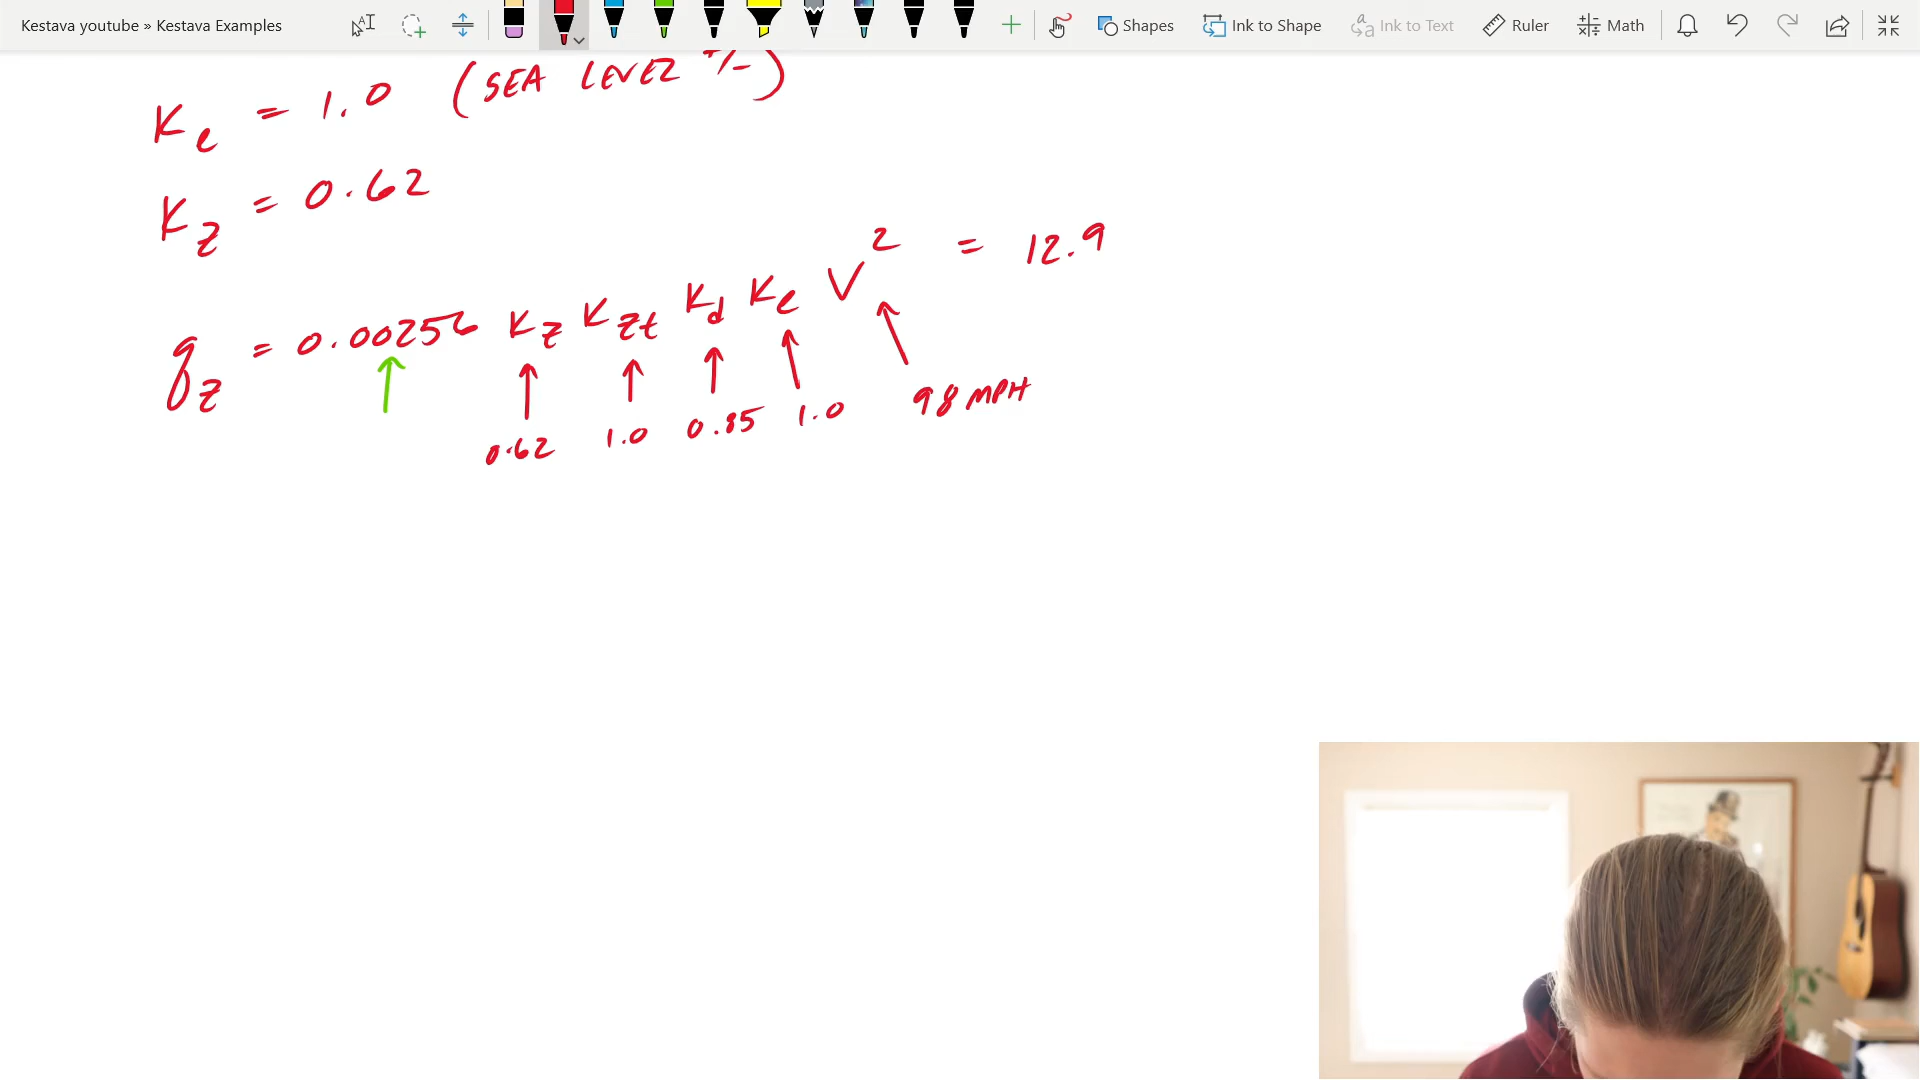 Kestava youtube » Kestava Examples Shapes Ink to Shape Ink to Text Ruler Math
Ke = 1.0 (SEA LEVEL +/-)
Kz = 0.62
qz = 0.00256 Kz Kzt Kd Ke V² = 12.9
0.62 1.0 0.85 1.0 98 MPH